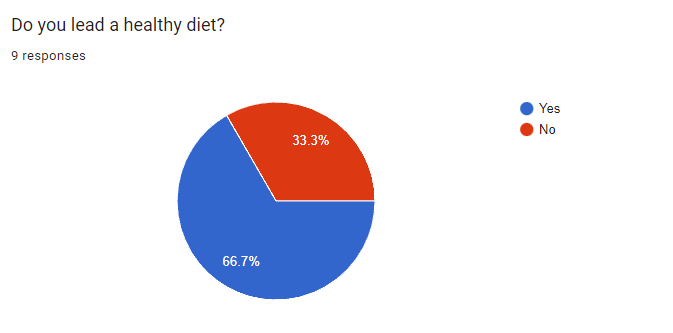 Do you lead a healthy diet?
9 responses
Yes
No
33.3%
66.7%